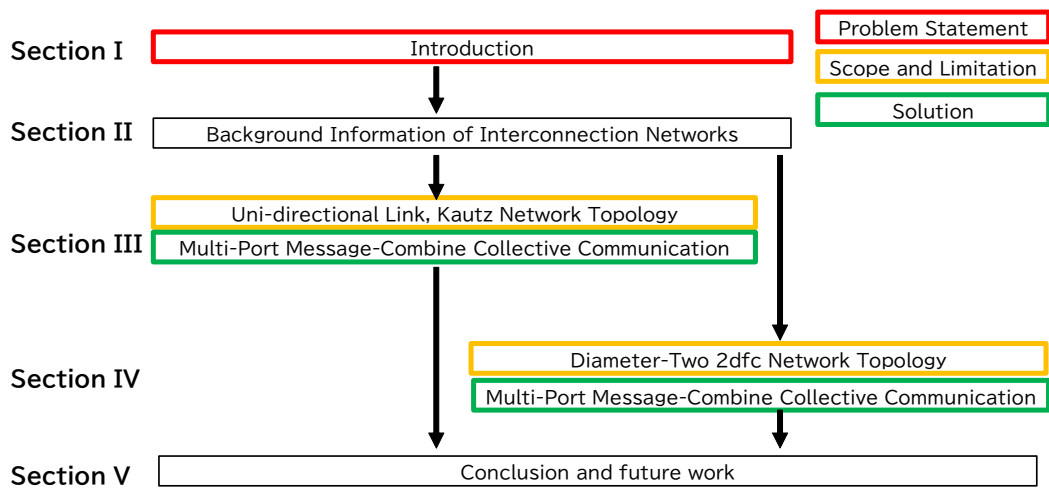 Section I
Introduction
Problem Statement
Scope and Limitation
Solution
Section II
Background Information of Interconnection Networks
Section III
Uni-directional Link, Kautz Network Topology
Multi-Port Message-Combine Collective Communication
Section IV
Diameter-Two 2dfc Network Topology
Multi-Port Message-Combine Collective Communication
Section V
Conclusion and future work